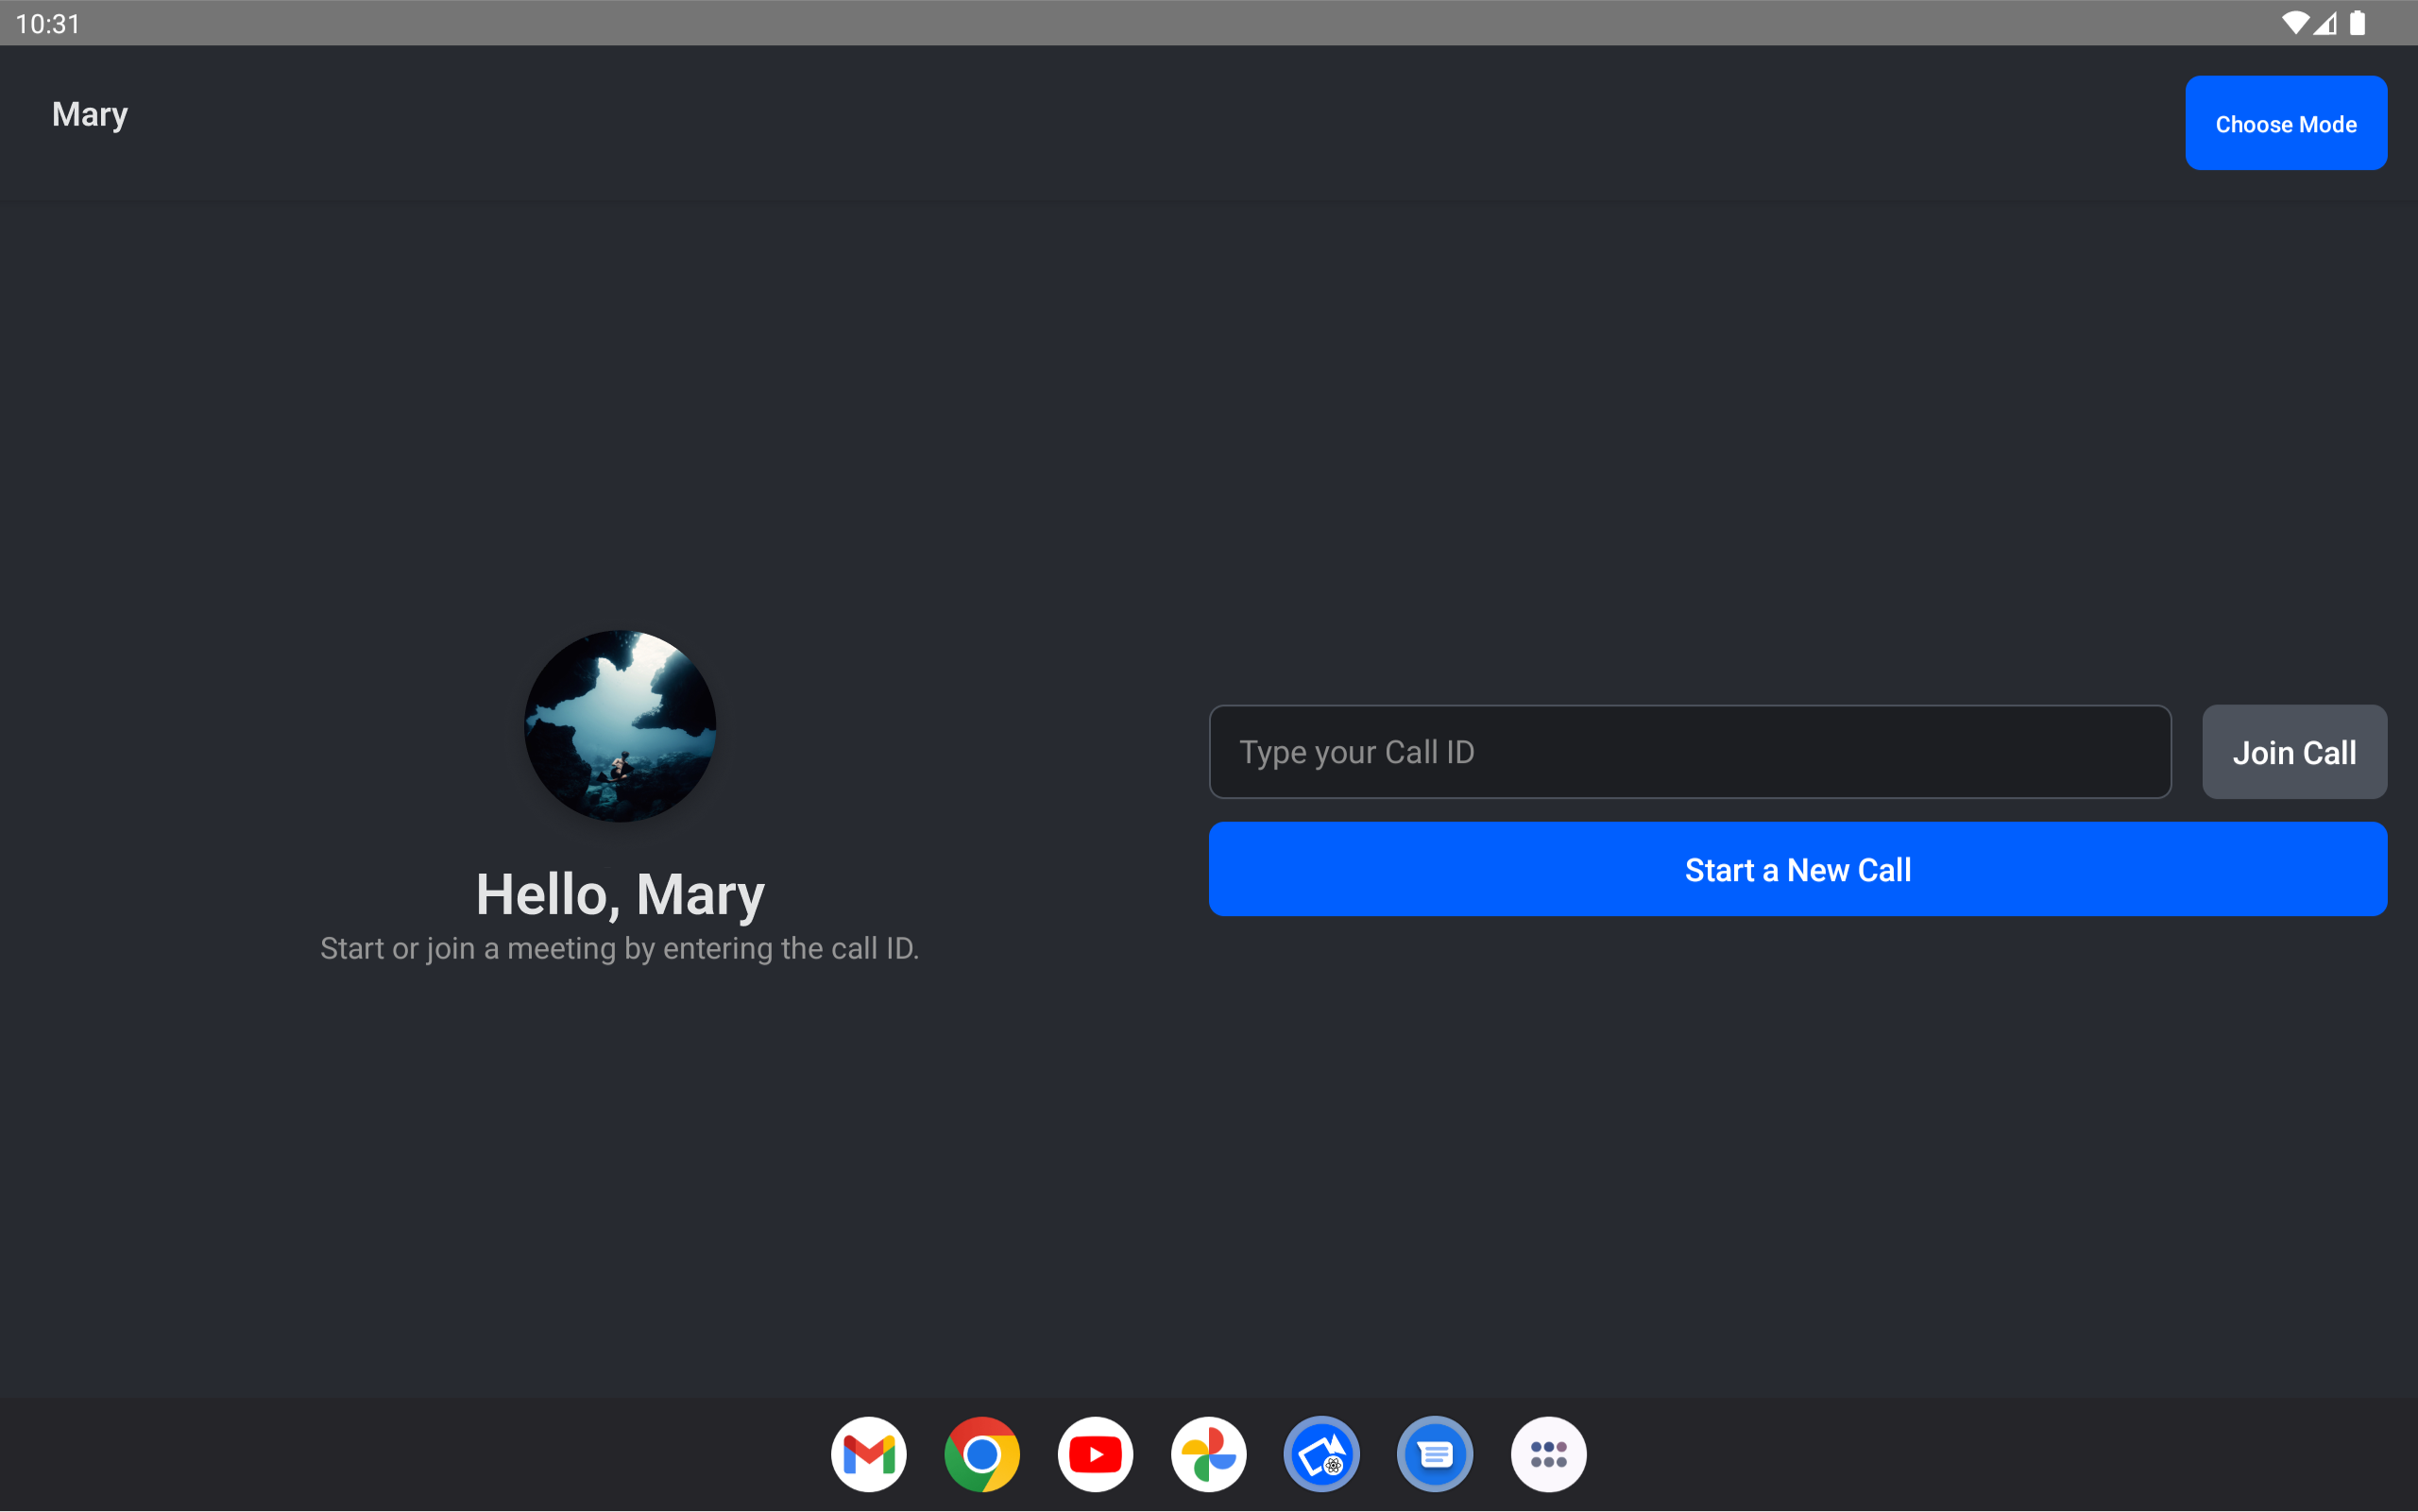 10:31
Mary
Choose Mode
Hello, Mary
Start or join a meeting by entering the call ID.
Type your Call ID
Join Call
Start a New Call